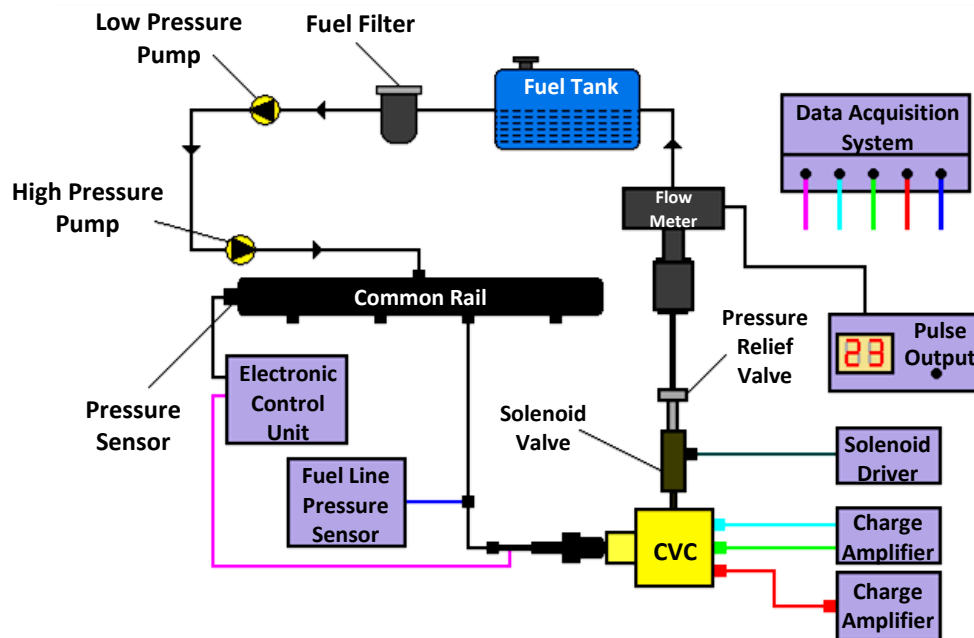 Low Pressure
Pump
Fuel Filter
Fuel Tank
Data Acquisition
System
High Pressure
Pump
Flow
Meter
Common Rail
Pressure
Relief
Valve
Pulse
Output
23
Electronic
Control
Unit
Pressure
Sensor
Solenoid
Valve
Solenoid
Driver
Fuel Line
Pressure
Sensor
CVC
Charge
Amplifier
Charge
Amplifier